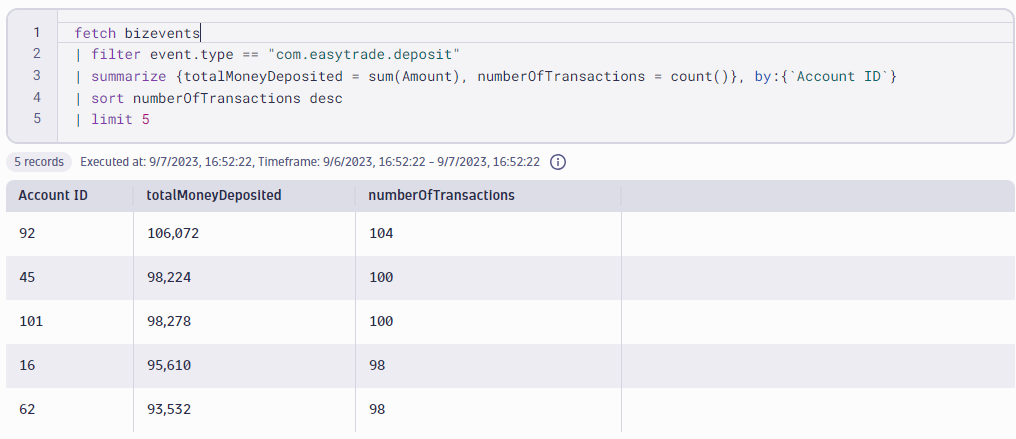 1 fetch bizevents
2 | filter event.type == "com.easytrade.deposit"
3 | summarize {totalMoneyDeposited = sum(Amount), numberOfTransactions = count()}, by:{`Account ID`}
4 | sort numberOfTransactions desc
5 | limit 5
5 records Executed at: 9/7/2023, 16:52:22, Timeframe: 9/6/2023, 16:52:22 – 9/7/2023, 16:52:22
Account ID totalMoneyDeposited numberOfTransactions
92 106,072 104
45 98,224 100
101 98,278 100
16 95,610 98
62 93,532 98